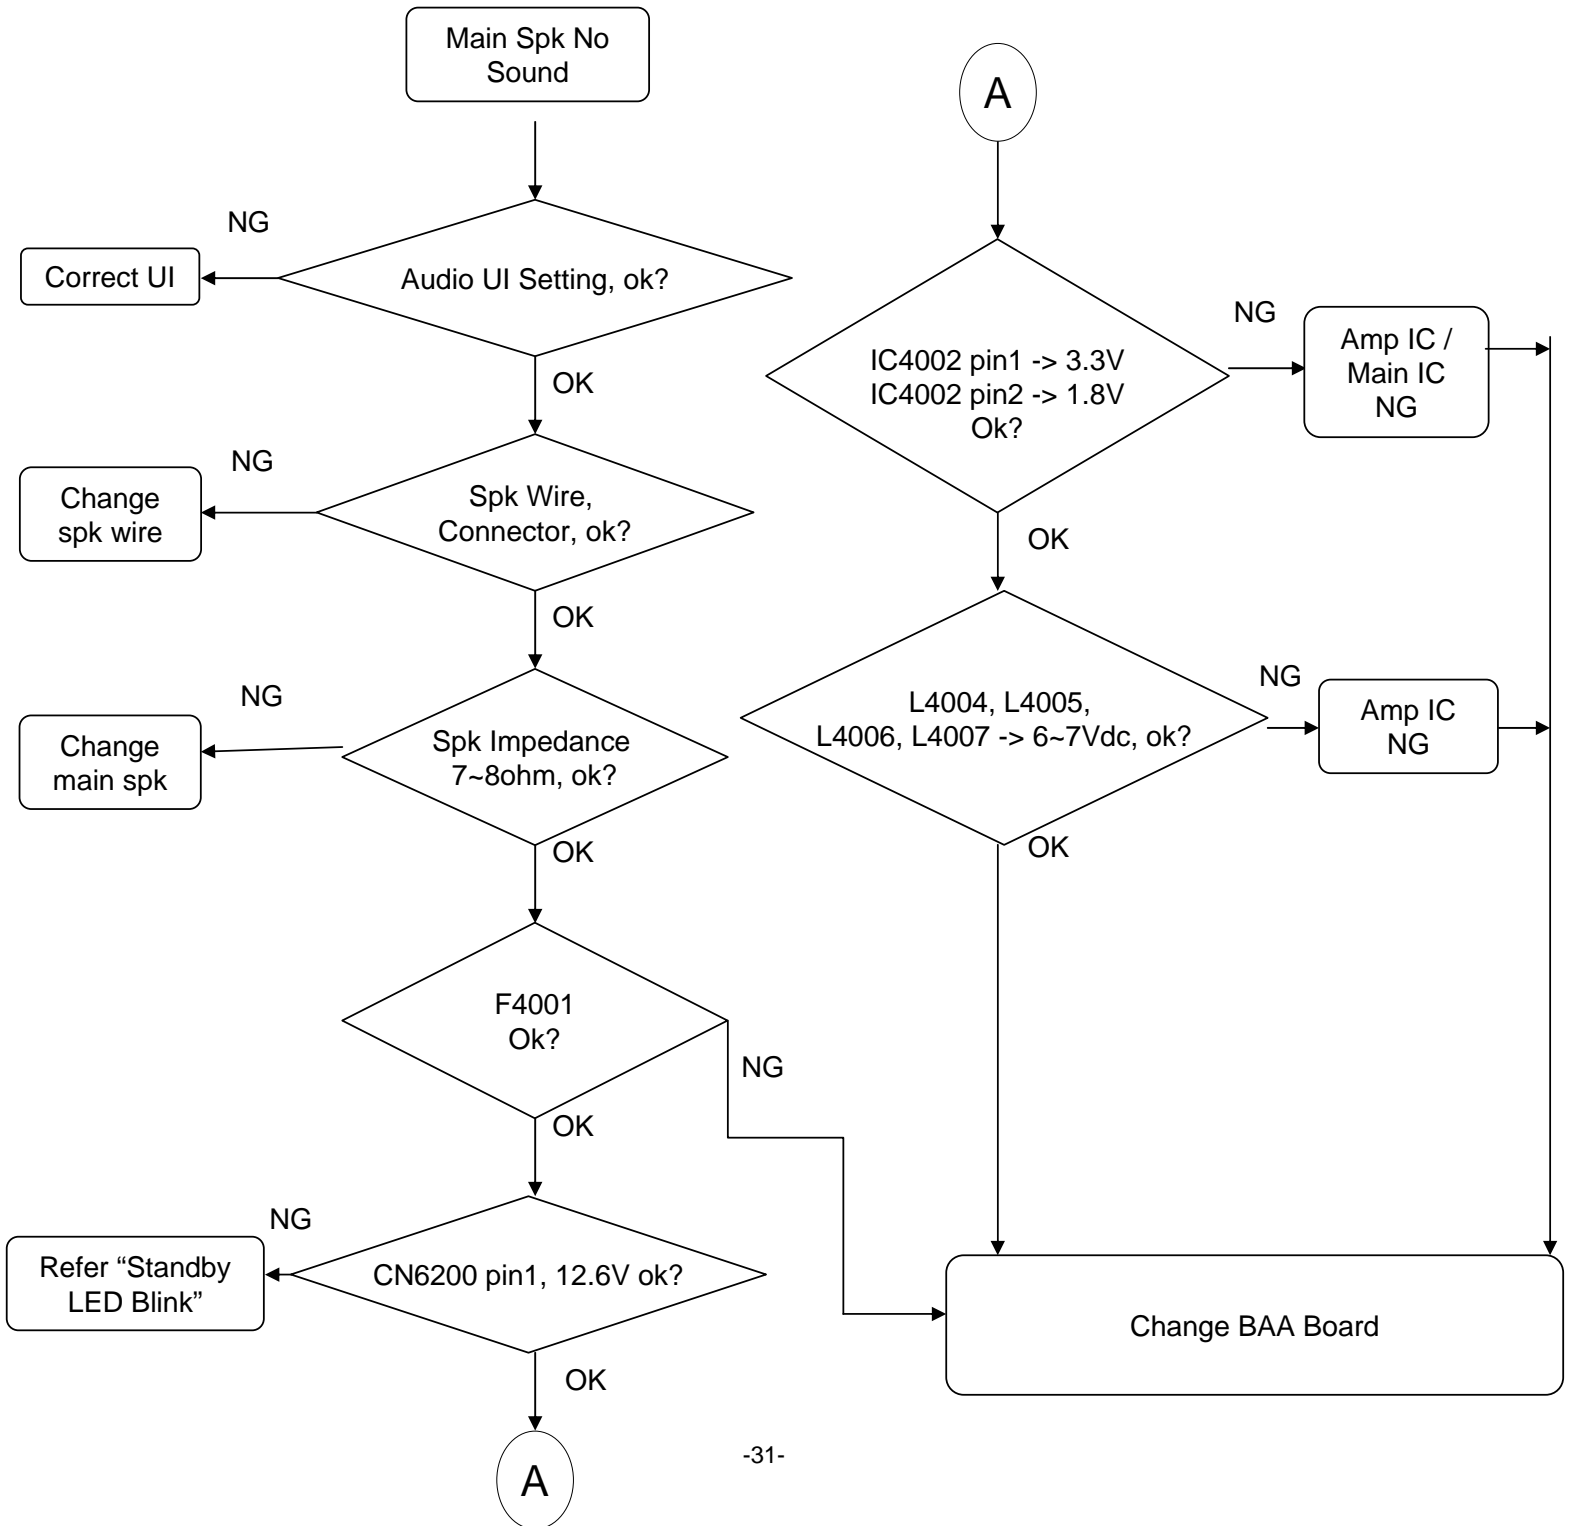 Main Spk No
Sound
NG
Audio UI Setting, ok?
Correct UI
OK
NG
Spk Wire,
Connector, ok?
Change
spk wire
OK
NG
Spk Impedance
7~8ohm, ok?
Change
main spk
OK
F4001
Ok?
NG
OK
NG
CN6200 pin1, 12.6V ok?
Refer “Standby
LED Blink”
OK
A
A
IC4002 pin1 -> 3.3V
IC4002 pin2 -> 1.8V
Ok?
NG
Amp IC /
Main IC
NG
OK
L4004, L4005,
L4006, L4007 -> 6~7Vdc, ok?
NG
Amp IC
NG
OK
Change BAA Board
-31-